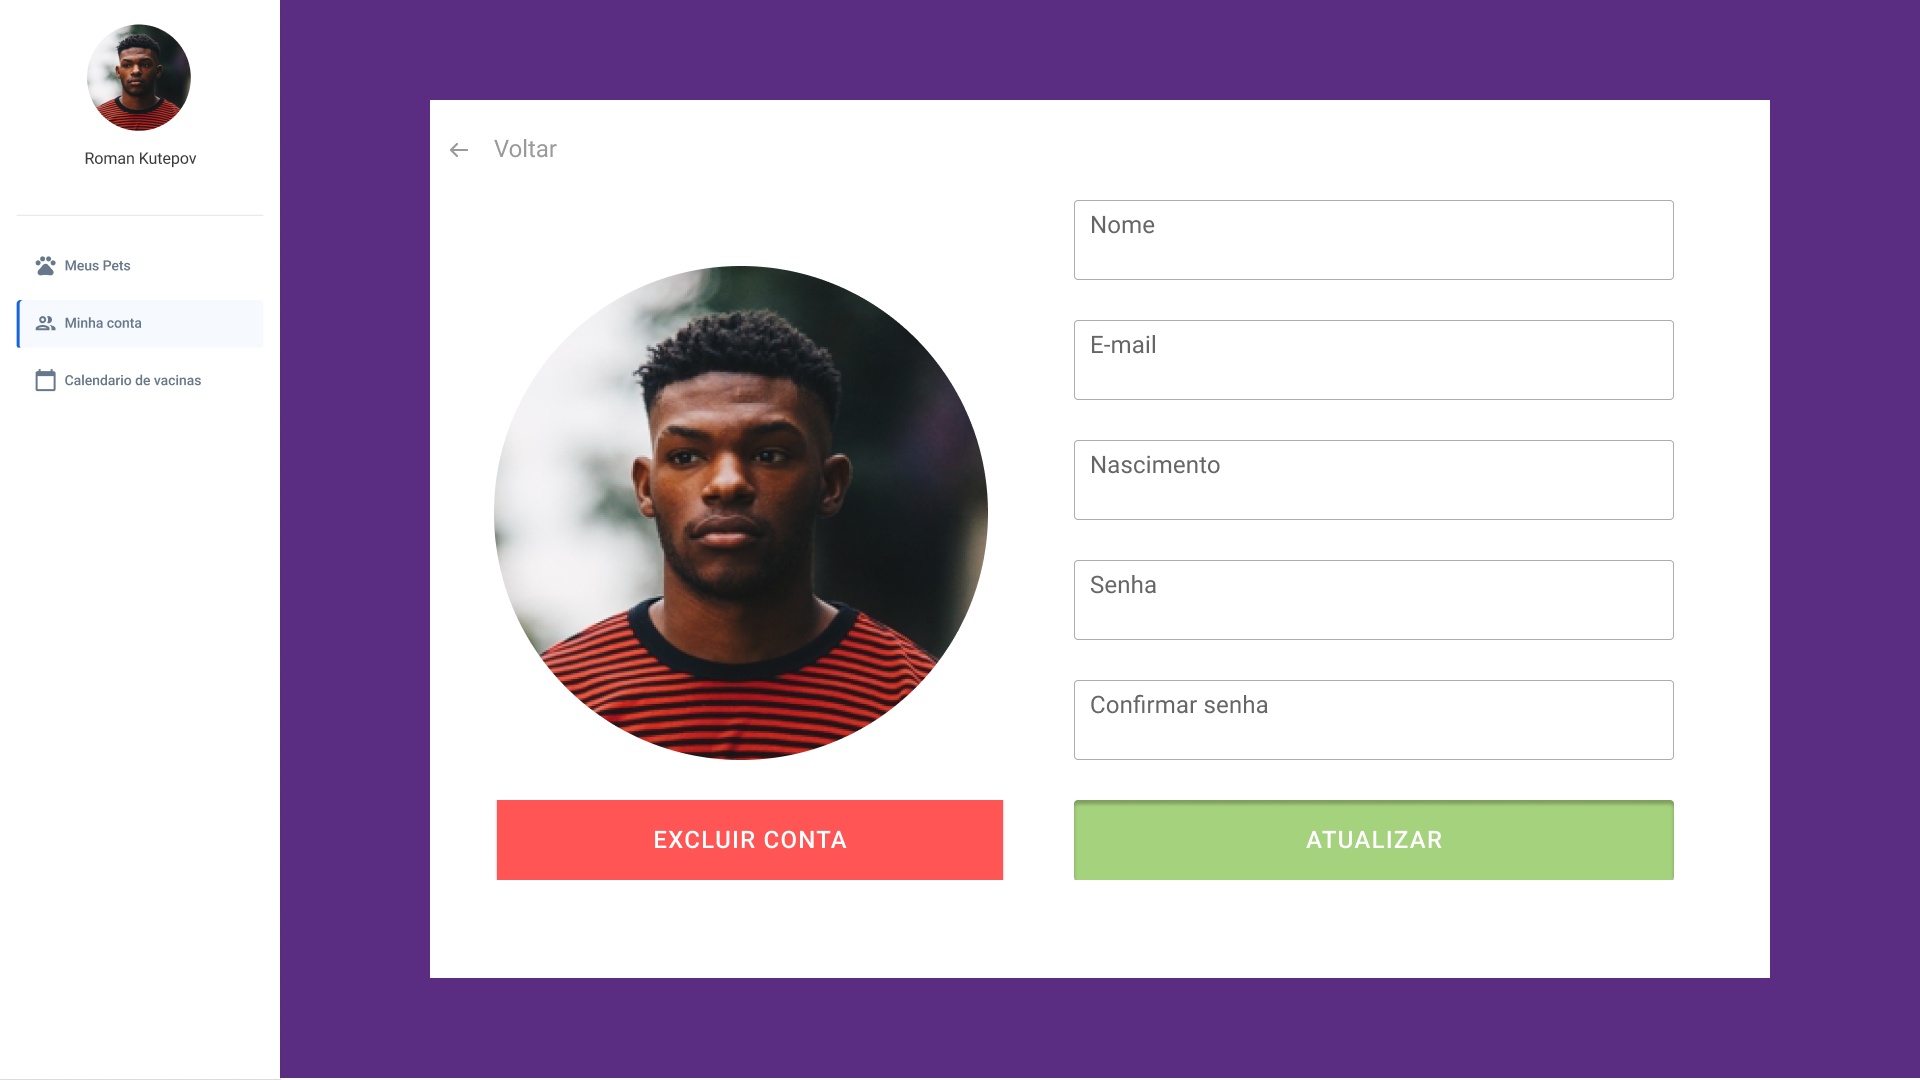 Roman Kutepov
Meus Pets
Minha conta
Calendario de vacinas
Voltar
Nome
E-mail
Nascimento
Senha
Confirmar senha
EXCLUIR CONTA
ATUALIZAR